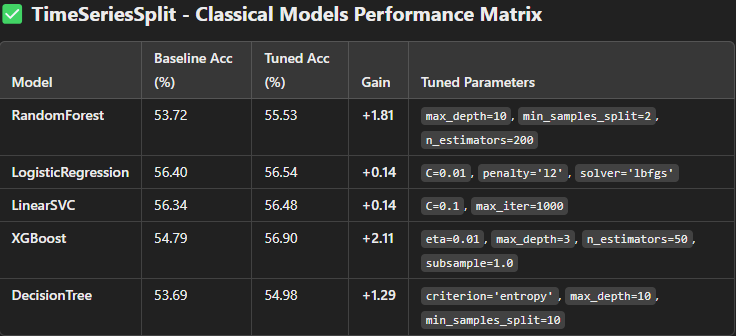 ✅ TimeSeriesSplit - Classical Models Performance Matrix
Model Baseline Acc (%) Tuned Acc (%) Gain Tuned Parameters
RandomForest 53.72 55.53 +1.81 max_depth=10, min_samples_split=2, n_estimators=200
LogisticRegression 56.40 56.54 +0.14 C=0.01, penalty='l2', solver='lbfgs'
LinearSVC 56.34 56.48 +0.14 C=0.1, max_iter=1000
XGBoost 54.79 56.90 +2.11 eta=0.01, max_depth=3, n_estimators=50, subsample=1.0
DecisionTree 53.69 54.98 +1.29 criterion='entropy', max_depth=10, min_samples_split=10